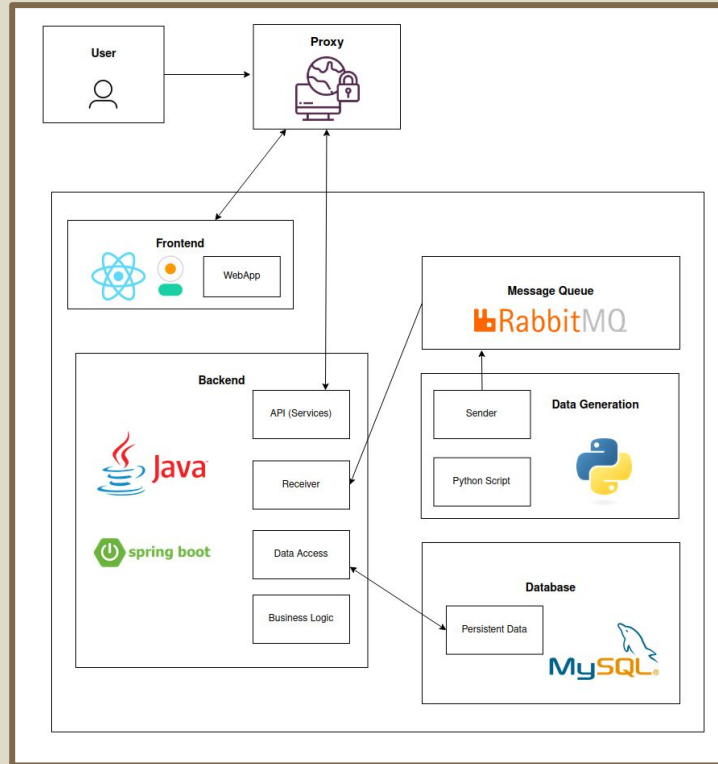 User
Proxy
Frontend
WebApp
Message Queue
RabbitMQ
Backend
API (Services)
Java
Receiver
spring boot
Data Access
Business Logic
Data Generation
Sender
Python Script
Database
Persistent Data
MySQL®